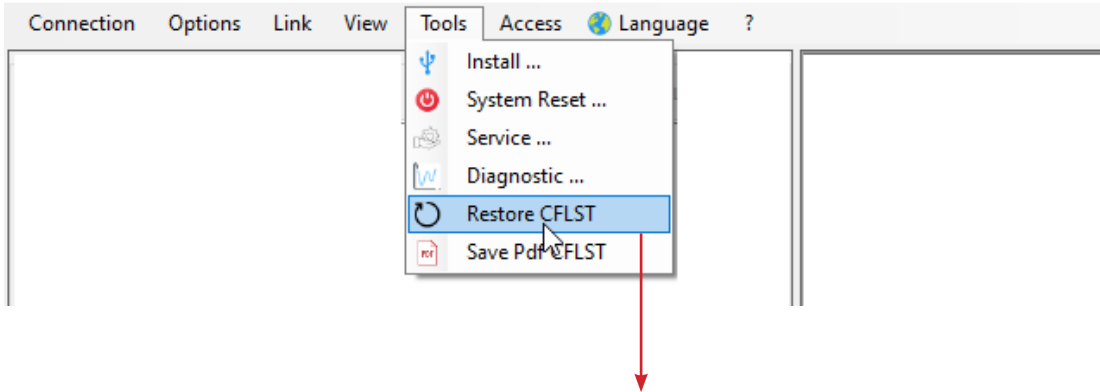 Connection Options Link View Tools Access Language ?
Install ...
System Reset ...
Service ...
Diagnostic ...
Restore CFLST
Save Pdf CFLST